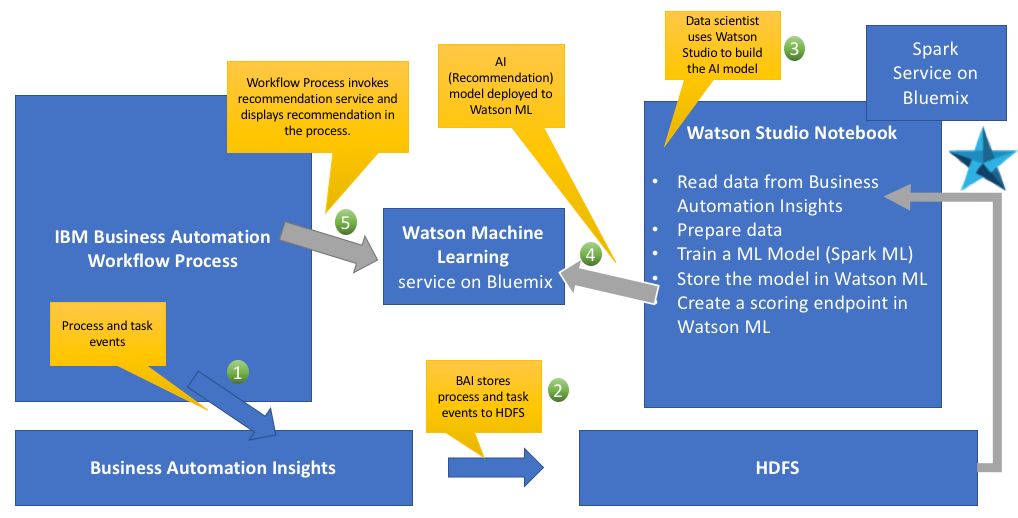 Data scientist
uses Watson
Studio to build
the AI model
3
Spark
Service on
Bluemix
AI
(Recommendation)
model deployed to
Watson ML
Workflow Process invokes
recommendation service and
displays recommendation in
the process.
Watson Studio Notebook
• Read data from Business
Automation Insights
• Prepare data
• Train a ML Model (Spark ML)
• Store the model in Watson ML
• Create a scoring endpoint in
Watson ML
5
IBM Business Automation
Workflow Process
Watson Machine
Learning
service on Bluemix
4
Process and task
events
1
BAI stores
process and task
events to HDFS
2
Business Automation Insights
HDFS